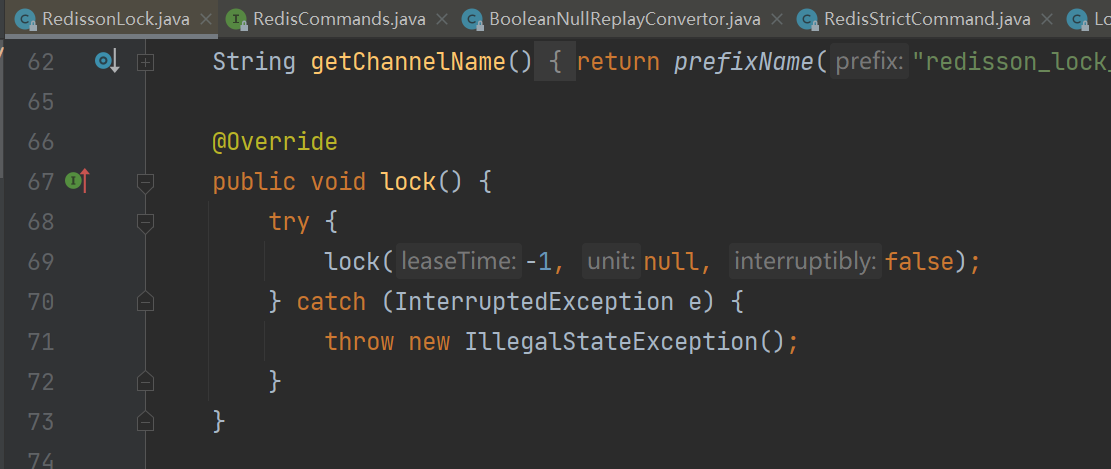 RedissonLock.java × RedisCommands.java × BooleanNullReplayConvertor.java × RedisStrictCommand.java × Lo
62 String getChannelName() { return prefixName( prefix: "redisson_lock_
65
66 @Override
67 public void lock() {
68 try {
69 lock( leaseTime: -1, unit: null, interruptibly: false);
70 } catch (InterruptedException e) {
71 throw new IllegalStateException();
72 }
73 }
74